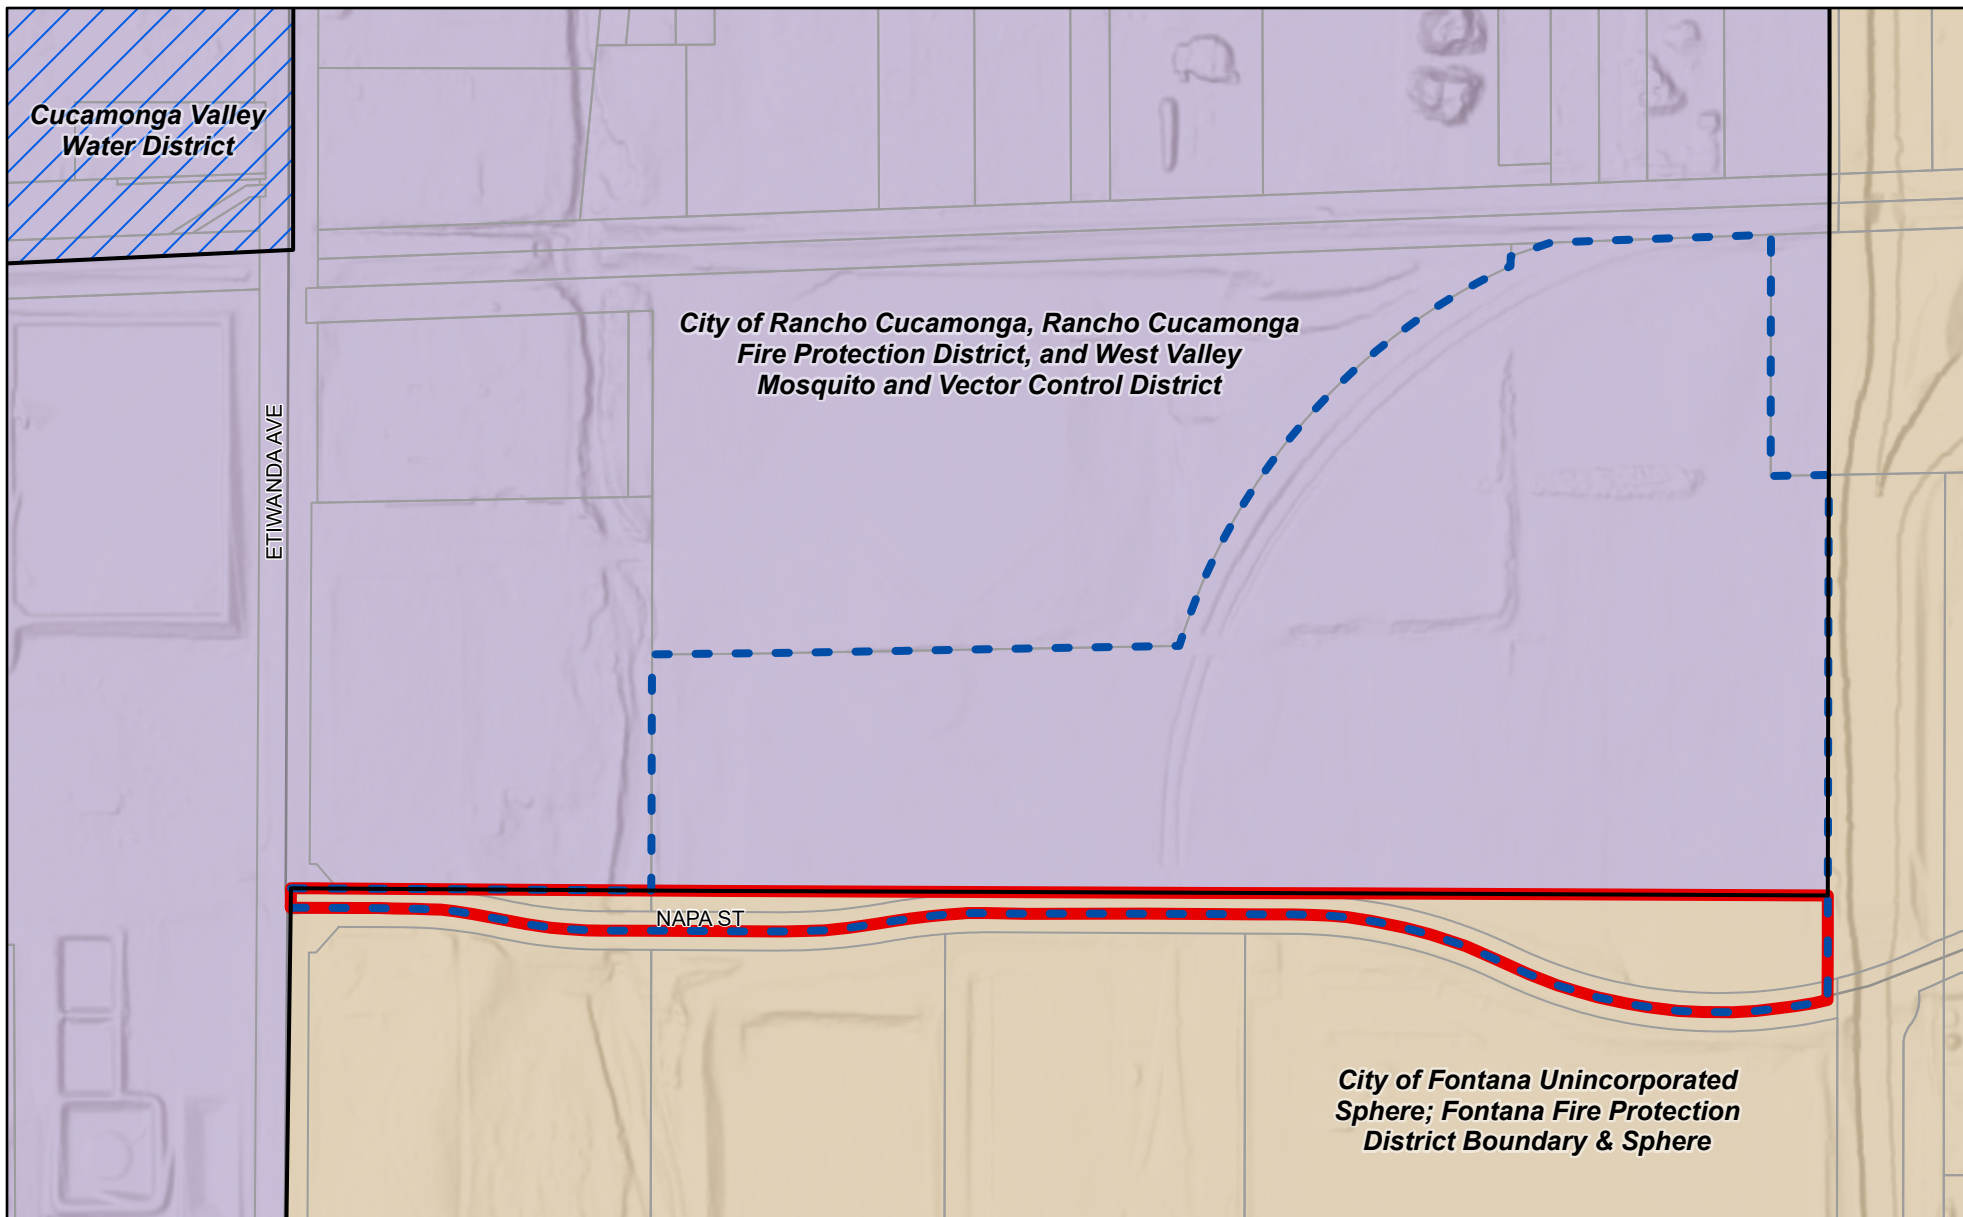 Cucamonga Valley
Water District
City of Rancho Cucamonga, Rancho Cucamonga
Fire Protection District, and West Valley
Mosquito and Vector Control District
ETIWANDA AVE
NAPA ST
City of Fontana Unincorporated
Sphere; Fontana Fire Protection
District Boundary & Sphere